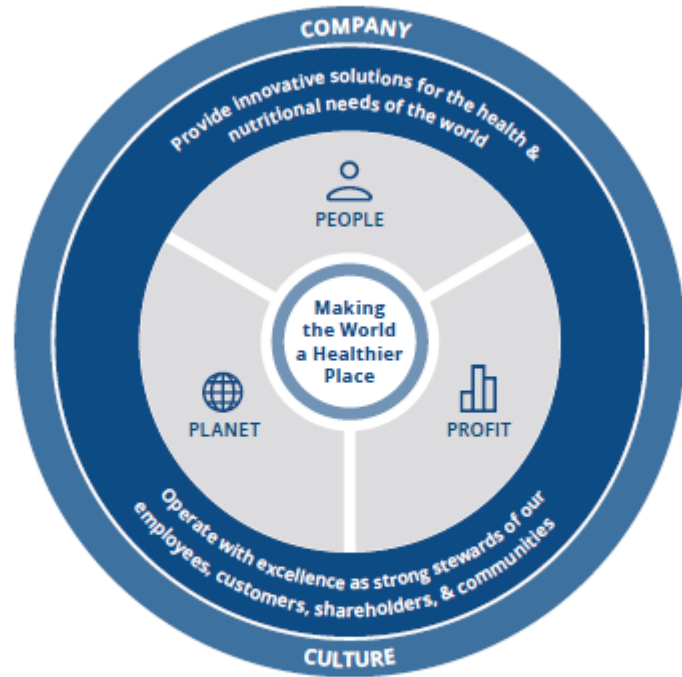 COMPANY
Provide innovative solutions for the health &
nutritional needs of the world
PEOPLE
Making
the World
a Healthier
Place
PLANET
PROFIT
Operate with excellence as strong stewards of our
employees, customers, shareholders, & communities
CULTURE